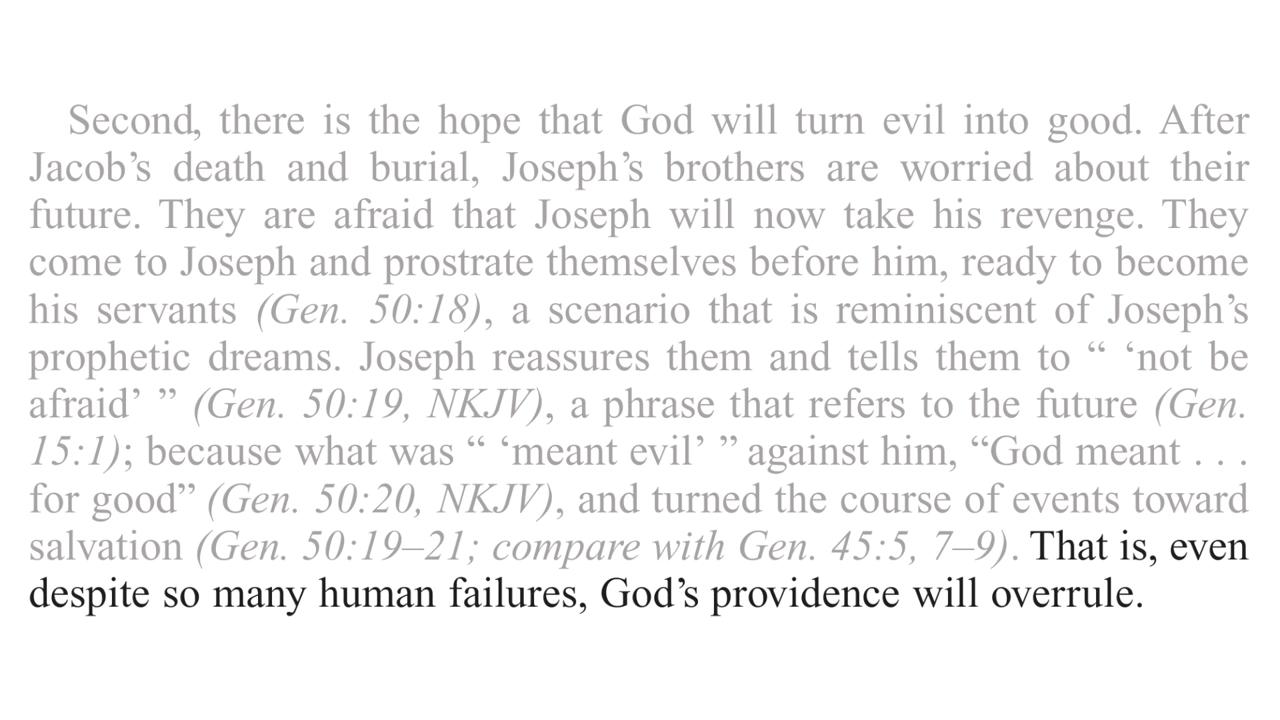 Second, there is the hope that God will turn evil into good. After
Jacob’s death and burial, Joseph’s brothers are worried about their
future. They are afraid that Joseph will now take his revenge. They
come to Joseph and prostrate themselves before him, ready to become
his servants (Gen. 50:18), a scenario that is reminiscent of Joseph’s
prophetic dreams. Joseph reassures them and tells them to “ ‘not be
afraid’ ” (Gen. 50:19, NKJV), a phrase that refers to the future (Gen.
15:1); because what was “ ‘meant evil’ ” against him, “God meant . . .
for good” (Gen. 50:20, NKJV), and turned the course of events toward
salvation (Gen. 50:19–21; compare with Gen. 45:5, 7–9). That is, even
despite so many human failures, God’s providence will overrule.